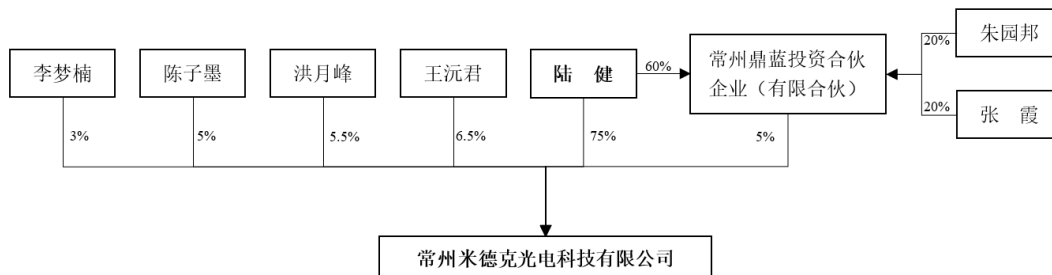 朱园邦
20%
李梦楠
陈子墨
洪月峰
王沅君
陆 健
60%
常州鼎蓝投资合伙
企业（有限合伙）
20%
张 霞
3%
5%
5.5%
6.5%
75%
5%
常州米德克光电科技有限公司